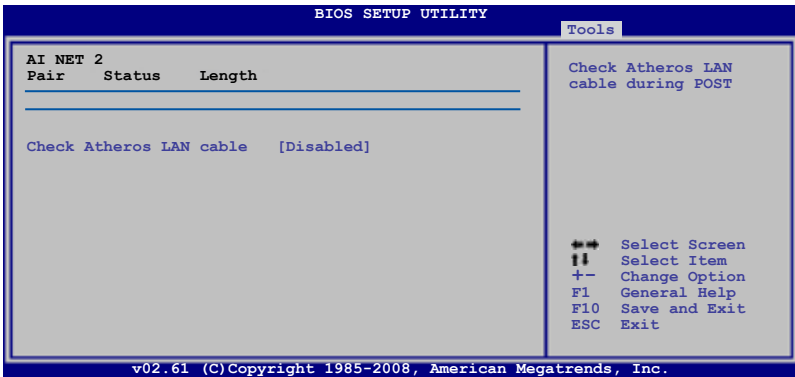 BIOS SETUP UTILITY
Tools
AI NET 2
Pair Status Length
Check Atheros LAN cable [Disabled]
Check Atheros LAN
cable during POST
Select Screen
Select Item
+- Change Option
F1 General Help
F10 Save and Exit
ESC Exit
v02.61 (C)Copyright 1985-2008, American Megatrends, Inc.